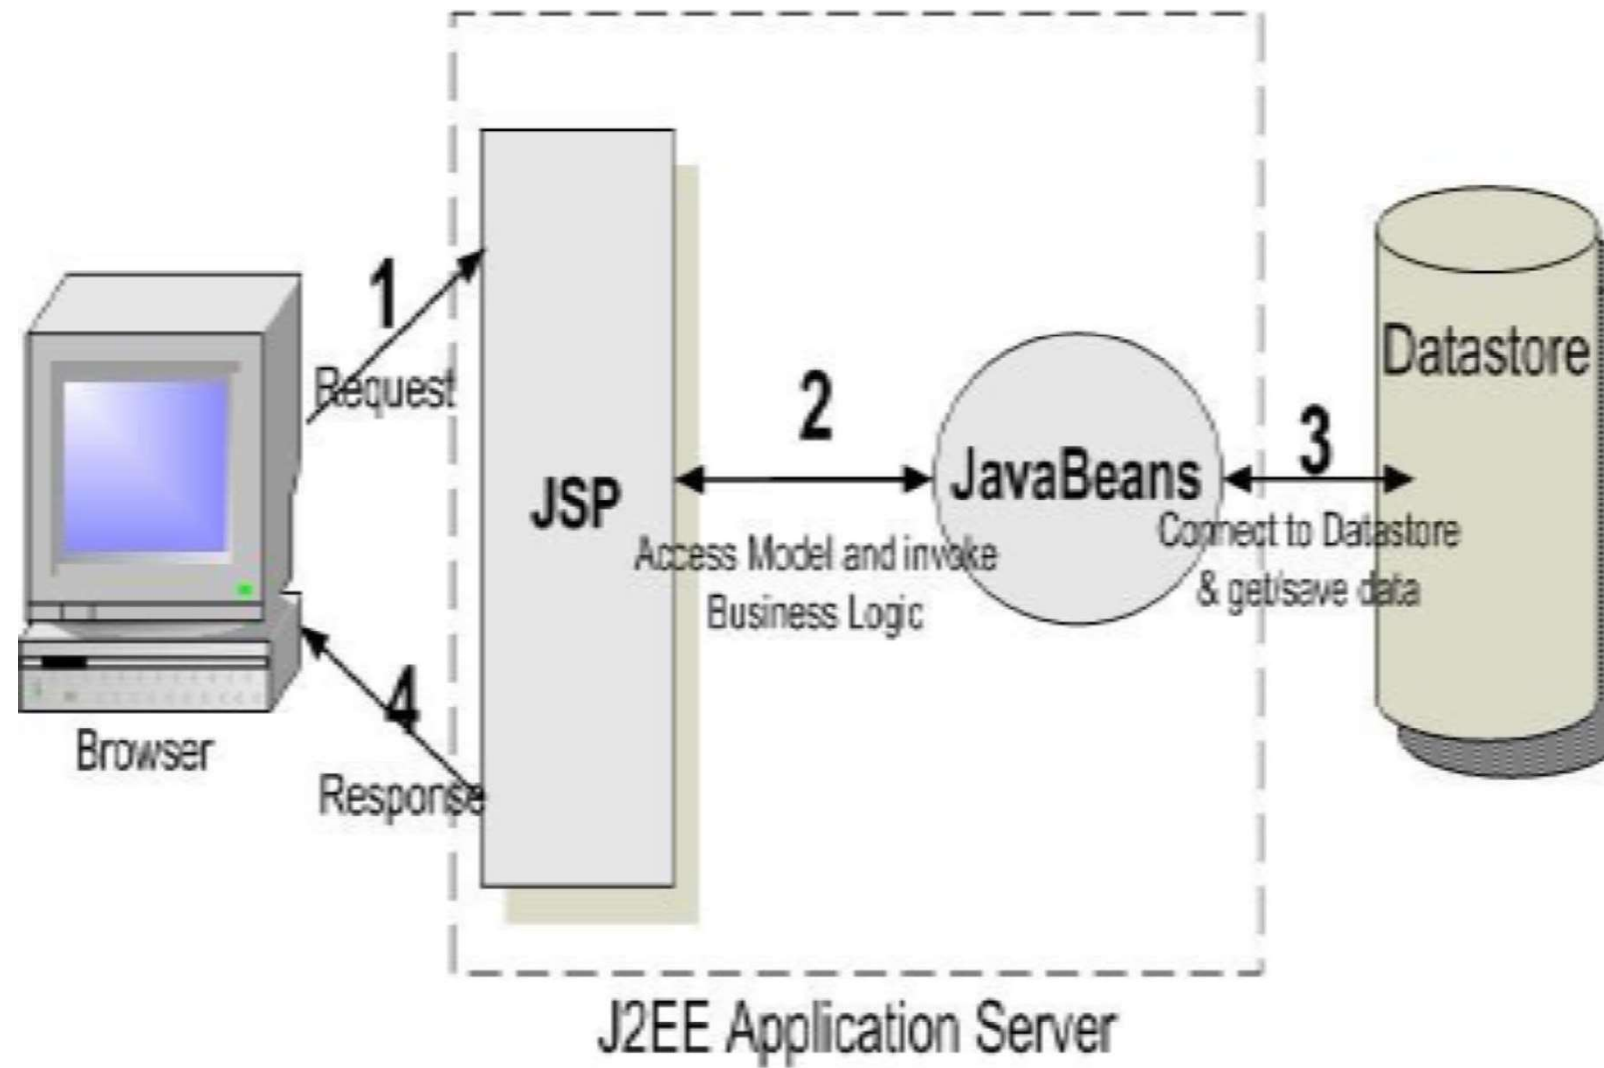 1
Request
JSP
2
Access Model and invoke
Business Logic
JavaBeans
3
Connect to Datastore
& get/save data
Datastore
4
Response
Browser
J2EE Application Server